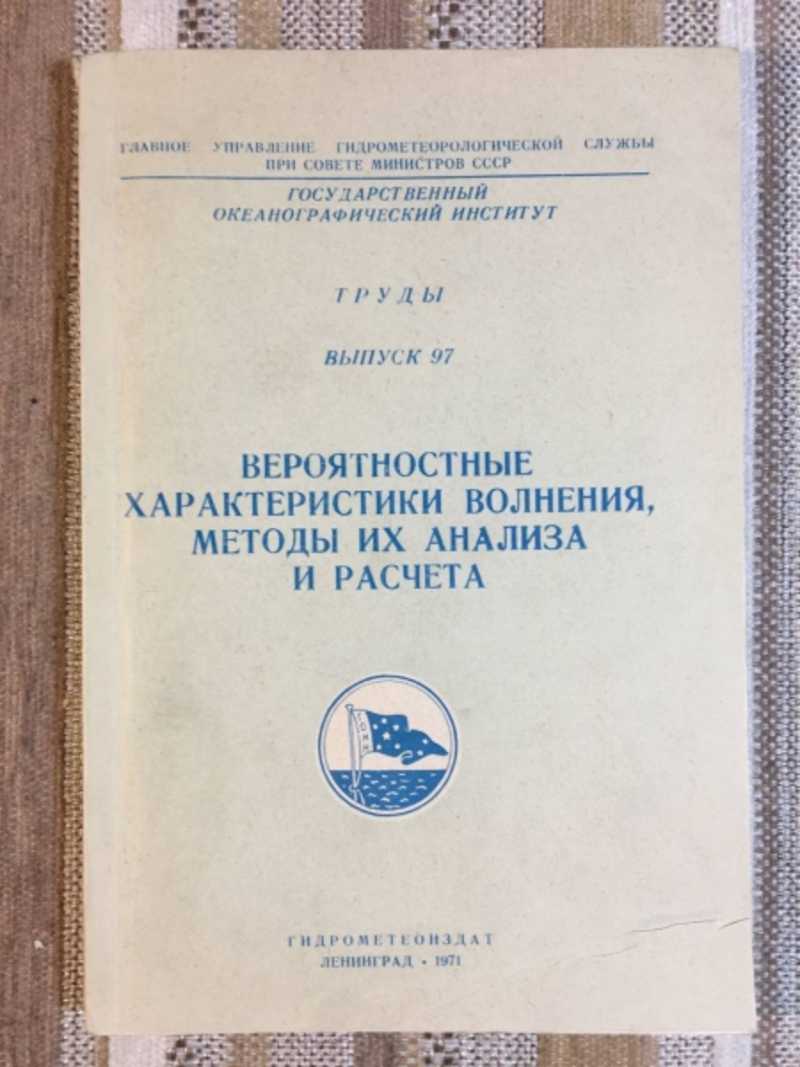 ГЛАВНОЕ УПРАВЛЕНИЕ ГИДРОМЕТЕОРОЛОГИЧЕСКОЙ СЛУЖБЫ
ПРИ СОВЕТЕ МИНИСТРОВ СССР
ГОСУДАРСТВЕННЫЙ
ОКЕАНОГРАФИЧЕСКИЙ ИНСТИТУТ
ТРУДЫ
ВЫПУСК 97
ВЕРОЯТНОСТНЫЕ
ХАРАКТЕРИСТИКИ ВОЛНЕНИЯ,
МЕТОДЫ ИХ АНАЛИЗА
И РАСЧЕТА
ГОИН
ГИДРОМЕТЕОИЗДАТ
ЛЕНИНГРАД • 1971